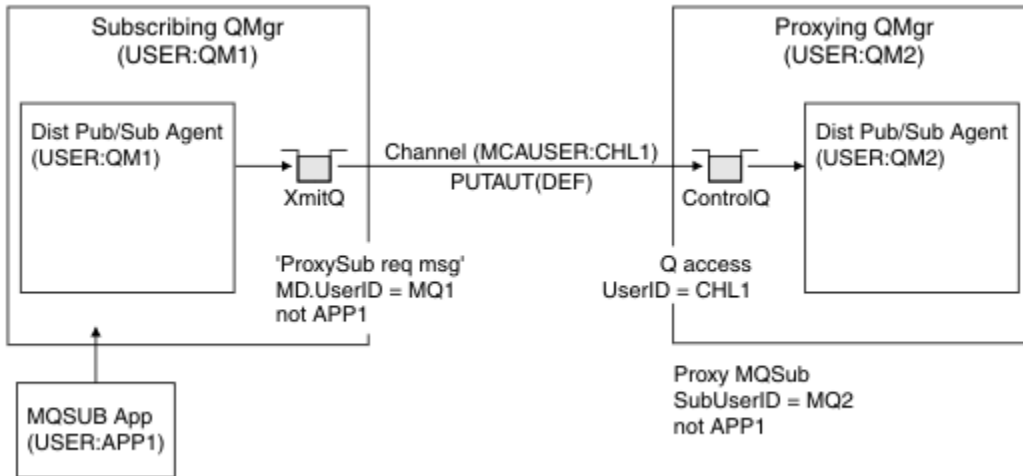 Subscribing QMgr
(USER:QM1)
Dist Pub/Sub Agent
(USER:QM1)
XmitQ
'ProxySub req msg'
MD.UserID = MQ1
not APP1
MQSUB App
(USER:APP1)
Channel (MCAUSER:CHL1)
PUTAUT(DEF)
Proxying QMgr
(USER:QM2)
ControlQ
Dist Pub/Sub Agent
(USER:QM2)
Q access
UserID = CHL1
Proxy MQSub
SubUserID = MQ2
not APP1